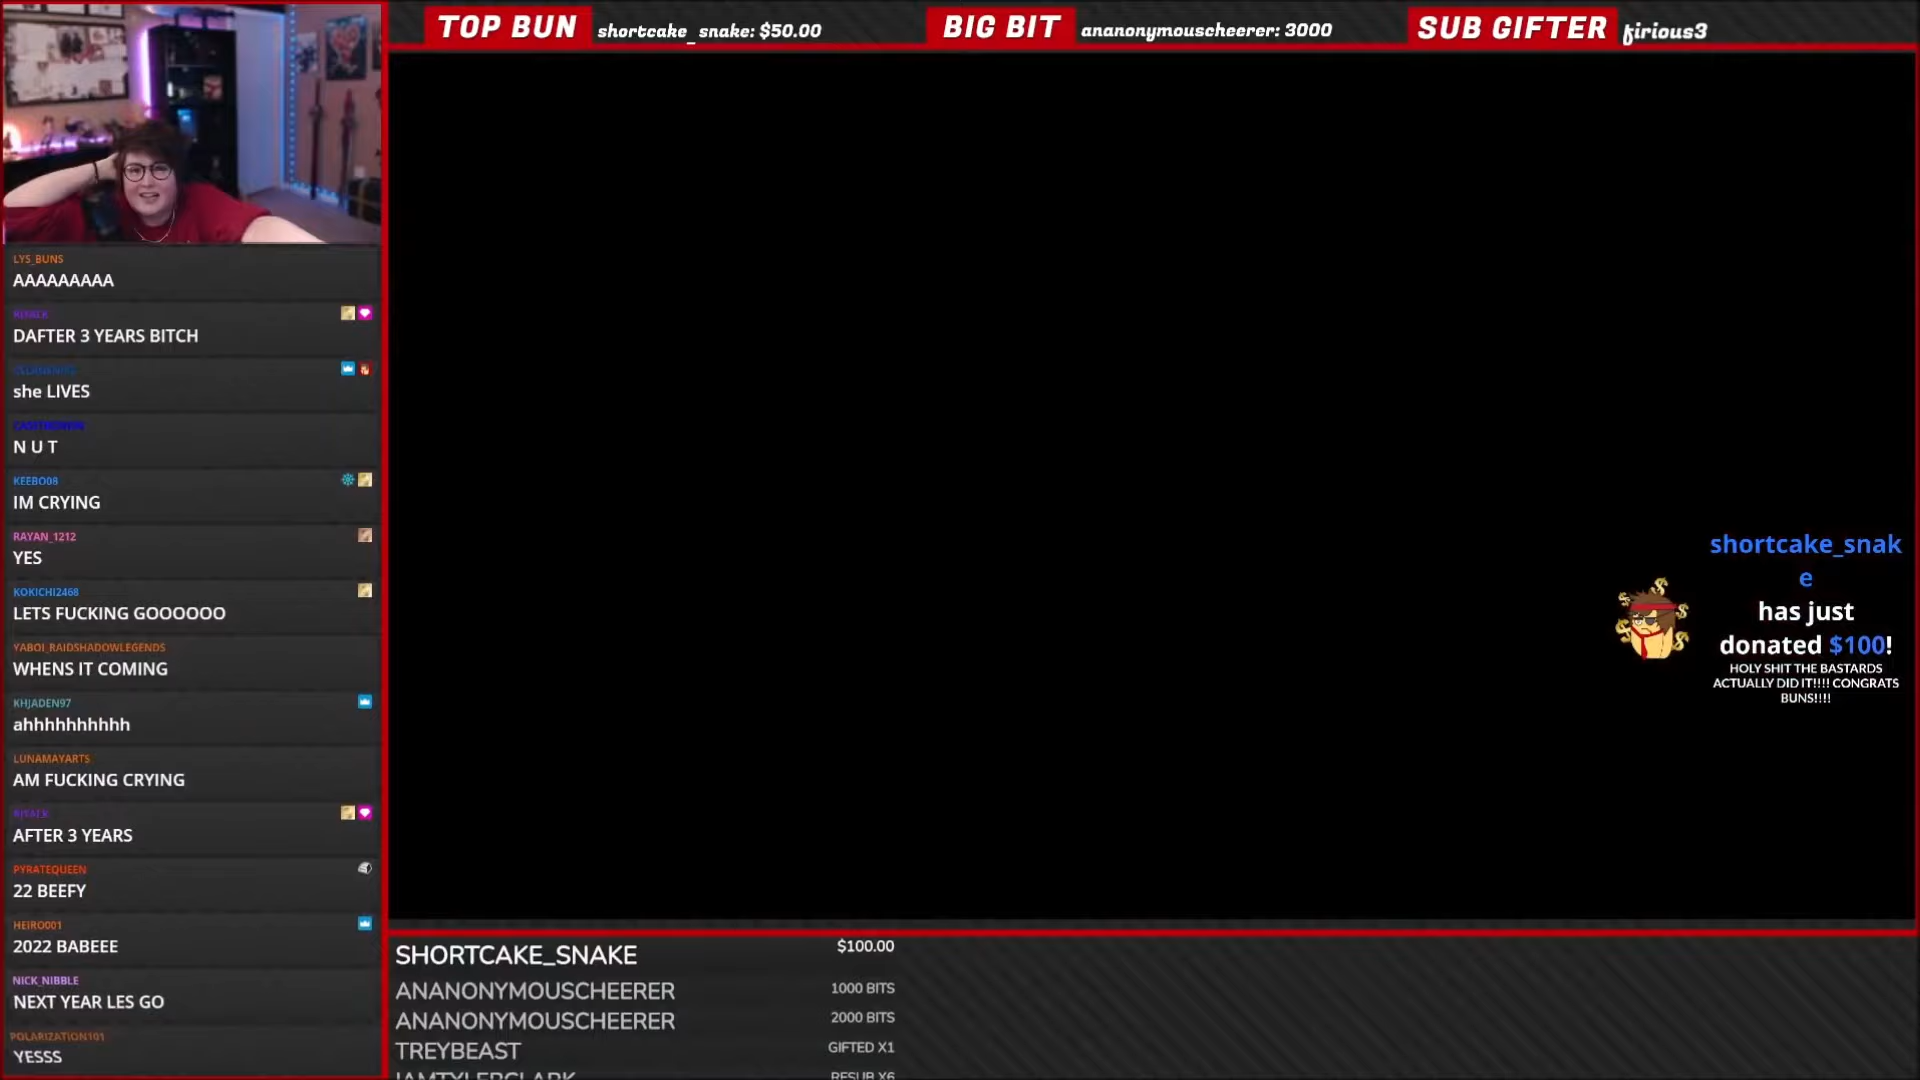 TOP BUN shortcake_snake: $50.00 BIG BIT ananonymouscheerer: 3000 SUB GIFTER firious3
LYS_BUNS
AAAAAAAAA
DAFTER 3 YEARS BITCH
she LIVES
N U T
KEEBO08
IM CRYING
RAYAN_1212
YES
KOKICHI2468
LETS FUCKING GOOOOOO
YABOI_RAIDSHADOWLEGENDS
WHENS IT COMING
KHJADEN97
ahhhhhhhhhh
LUNAMAYARTS
AM FUCKING CRYING
AFTER 3 YEARS
PYRATEQUEEN
22 BEEFY
HEIRO001
2022 BABEEE
NICK_NIBBLE
NEXT YEAR LES GO
POLARIZATION101
YESSS
shortcake_snak
e
has just
donated $100!
HOLY SHIT THE BASTARDS
ACTUALLY DID IT!!!! CONGRATS
BUNS!!!!
SHORTCAKE_SNAKE $100.00
ANANONYMOUSCHEERER 1000 BITS
ANANONYMOUSCHEERER 2000 BITS
TREYBEAST GIFTED X1
IAMTYLERCLARK RESUB X6